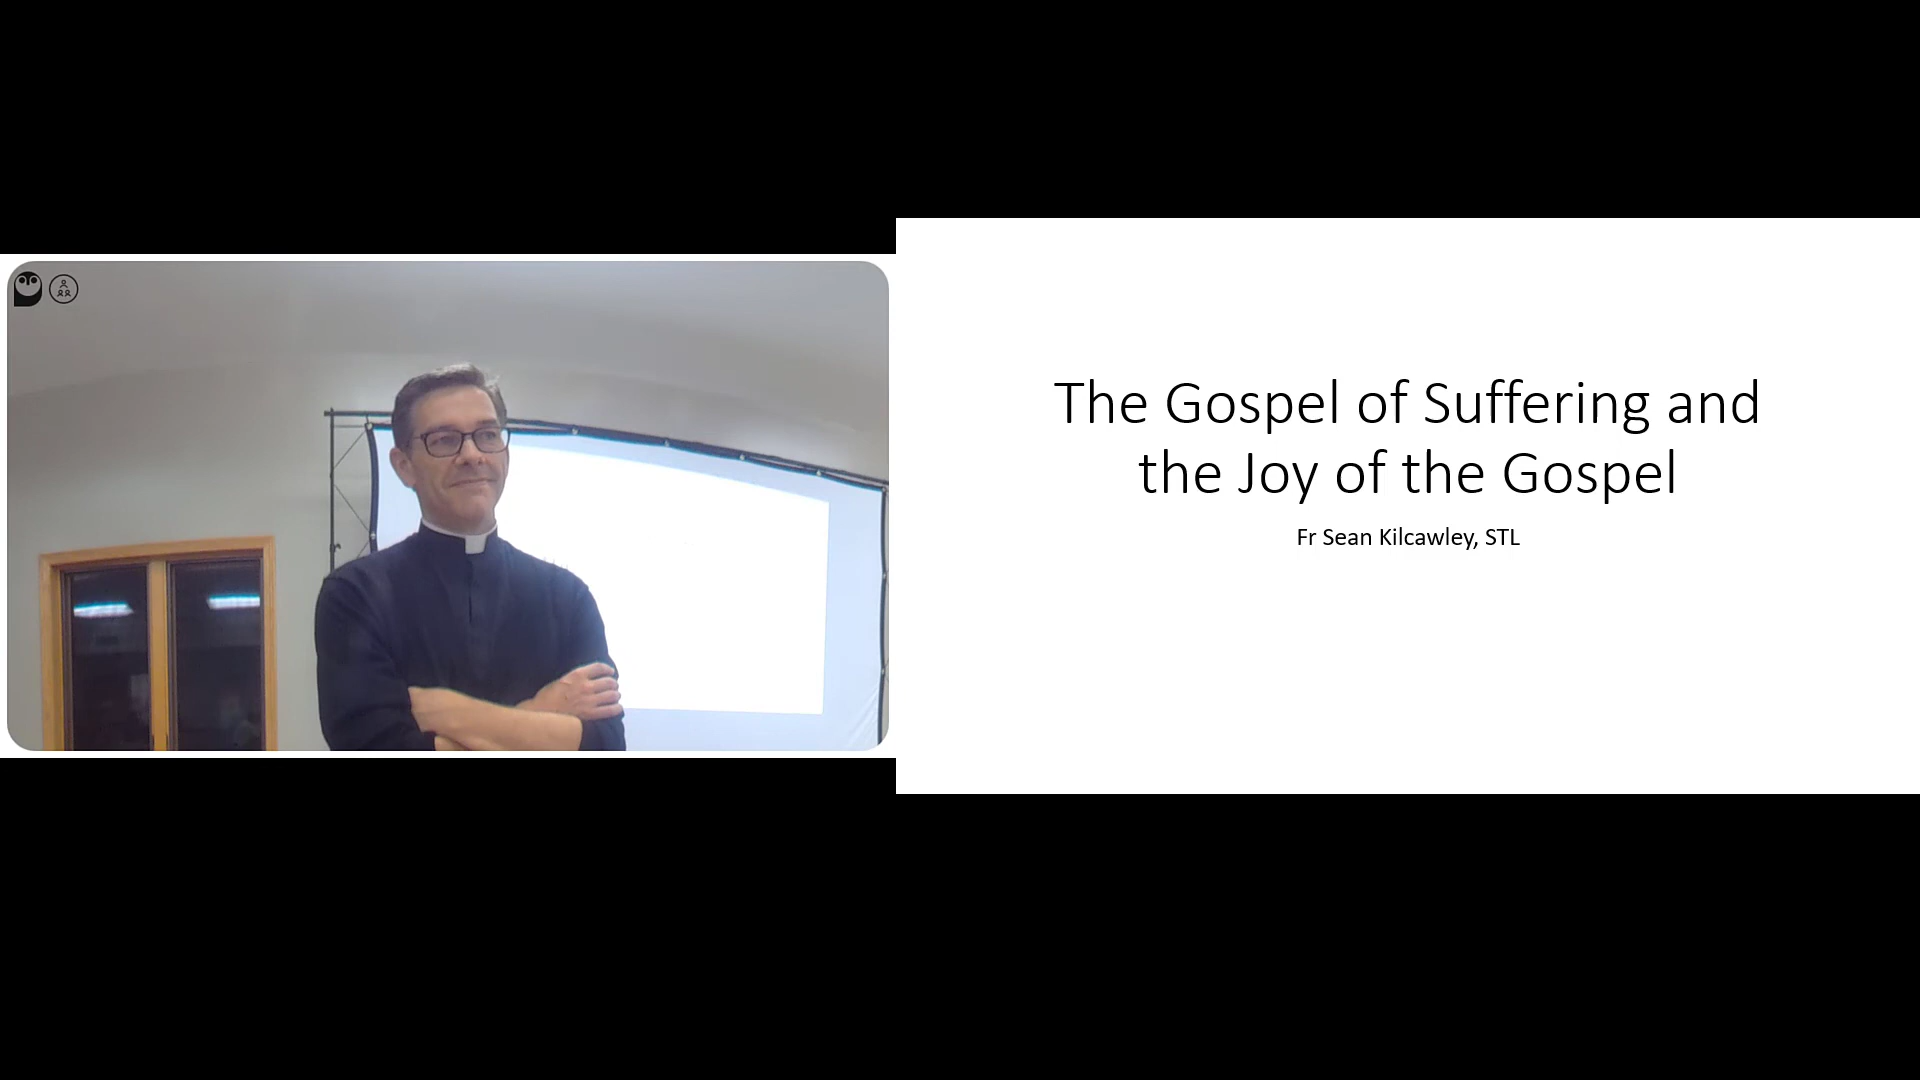 The Gospel of Suffering and
the Joy of the Gospel
Fr Sean Kilcawley, STL